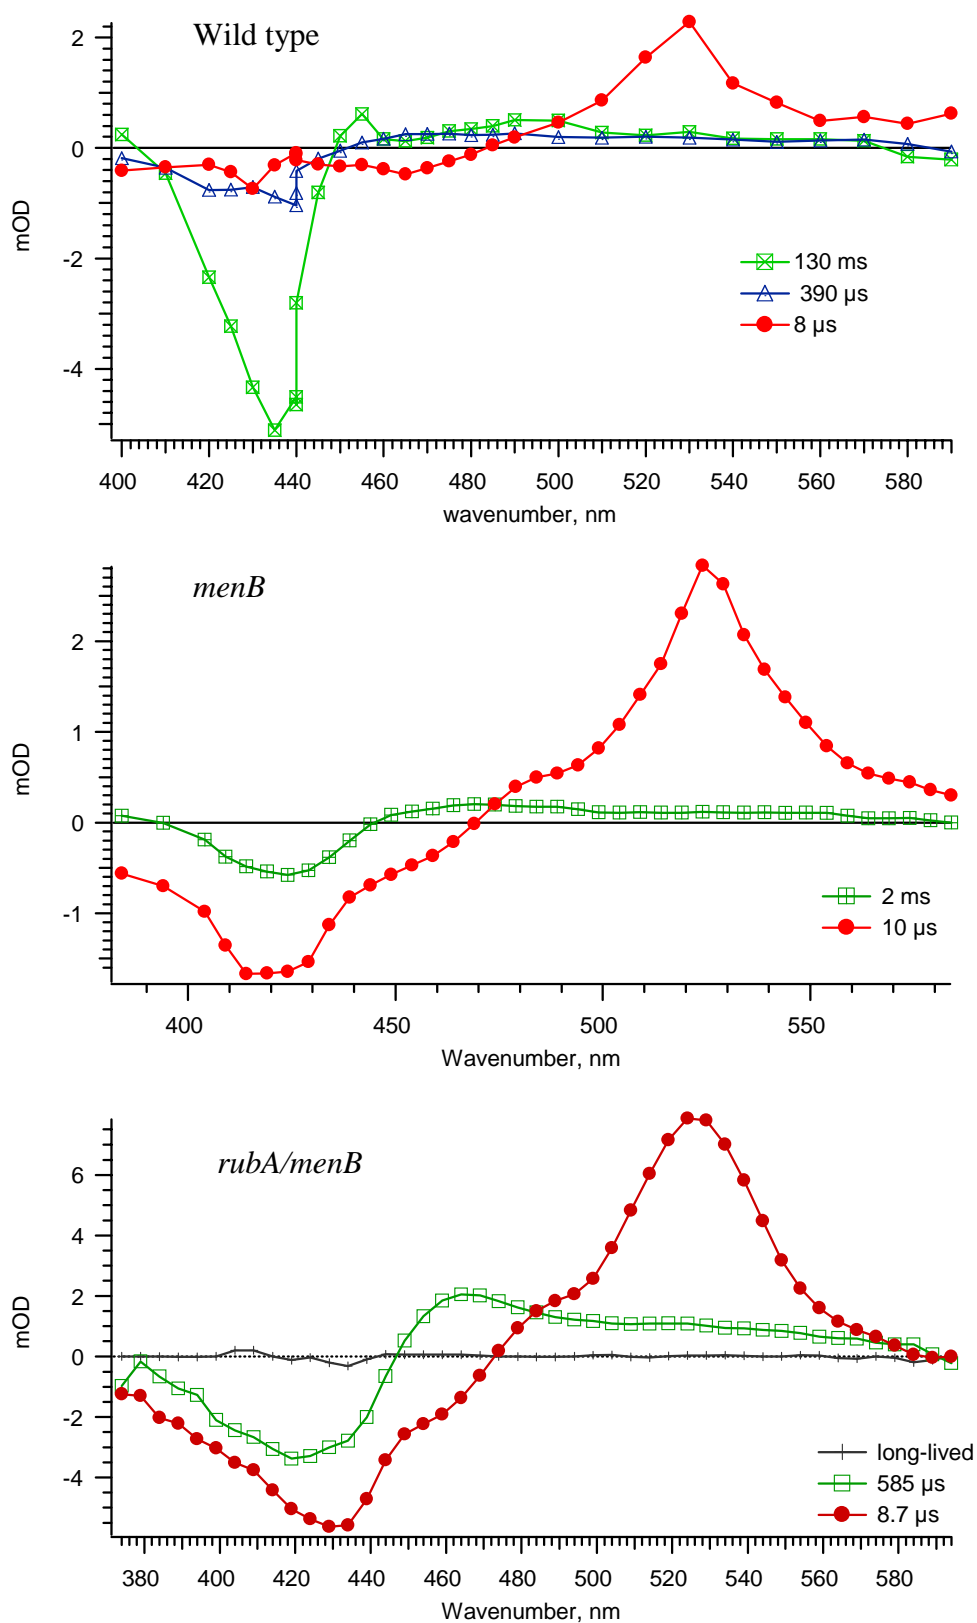 Wild type
2
0
-2
-4
mOD
130 ms
390 µs
8 µs
400 420 440 460 480 500 520 540 560 580
wavenumber, nm
menB
2
1
0
-1
mOD
2 ms
10 µs
400 450 500 550
Wavenumber, nm
rubA/menB
6
4
2
0
-2
-4
mOD
long-lived
585 µs
8.7 µs
380 400 420 440 460 480 500 520 540 560 580
Wavenumber, nm